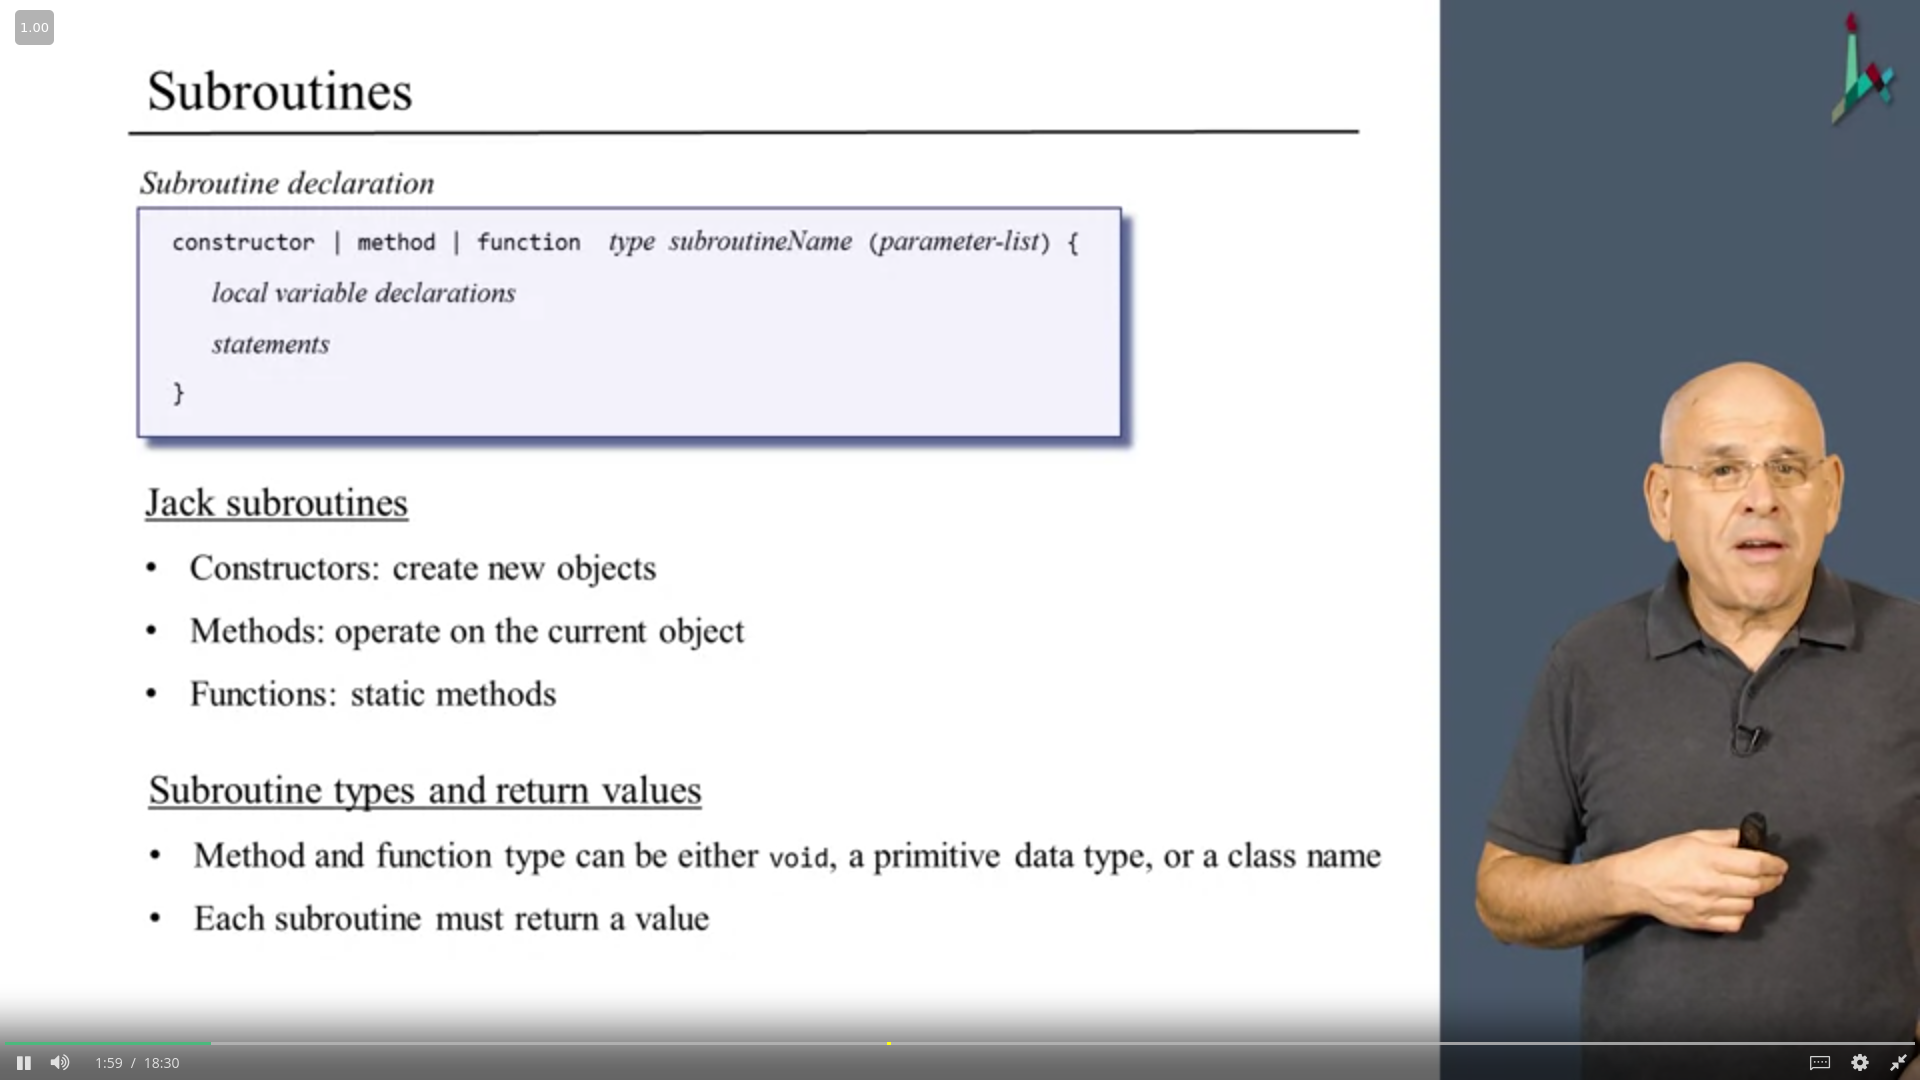 1.00
Subroutines
Subroutine declaration
constructor | method | function type subroutineName (parameter-list) {
local variable declarations
statements
}
Jack subroutines
• Constructors: create new objects
• Methods: operate on the current object
• Functions: static methods
Subroutine types and return values
• Method and function type can be either void, a primitive data type, or a class name
• Each subroutine must return a value
1:59 / 18:30